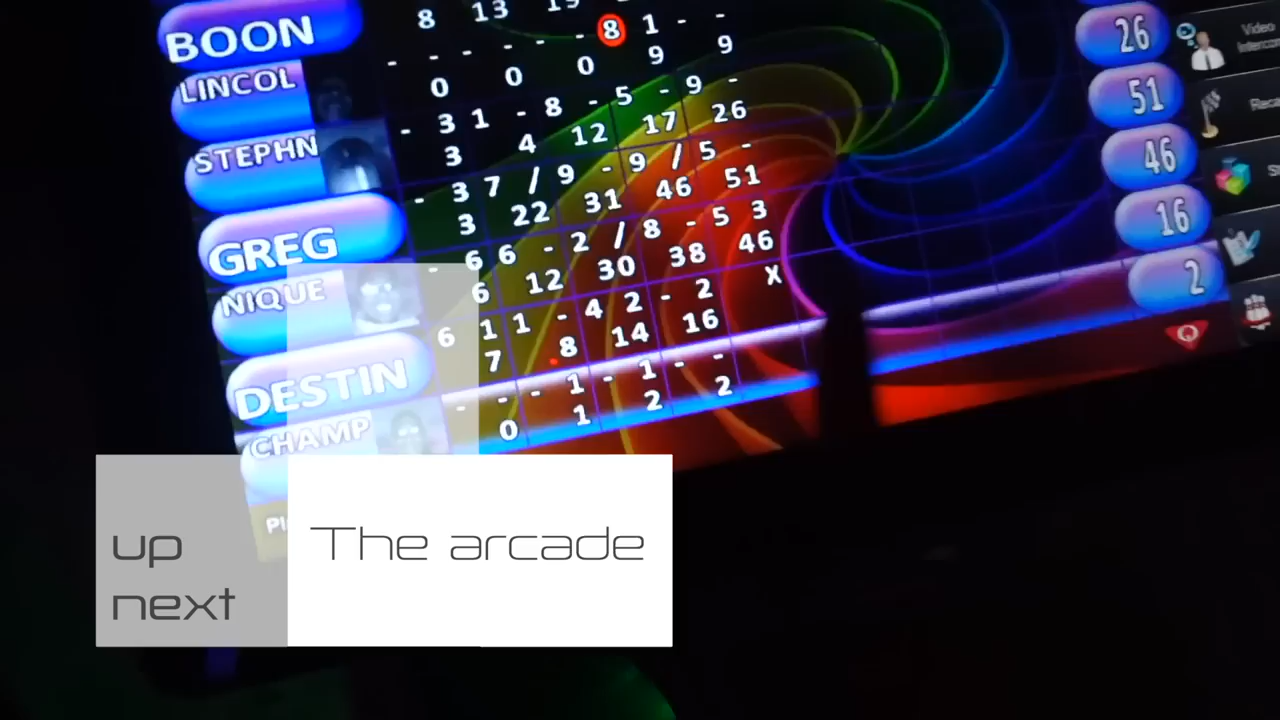 8 13 19
BOON
- - - - - - 8 1 - -
0 0 0 9 9
LINCOL
26
- 3 1 - 8 - 5 - 9 -
3 4 12 17 26
STEPHN
51
- 3 7 / 9 - 9 / 5 -
3 22 31 46 51
GREG
46
- 6 6 - 2 / 8 - 5 3
6 12 30 38 46
NIQUE
16
6 1 1 - 4 2 - 2 X
7 8 14 16
DESTIN
2
- - - 1 - 1 - -
0 1 2 2
CHAMP
Video
up
next
The arcade